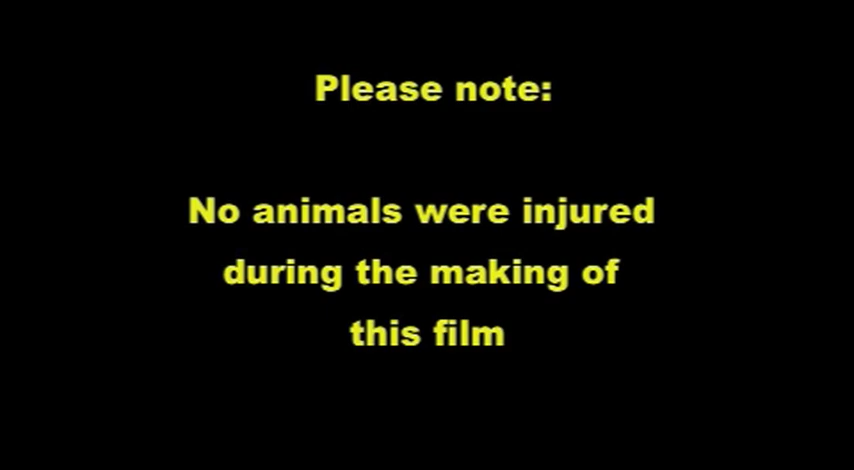 Please note:
No animals were injured
during the making of
this film